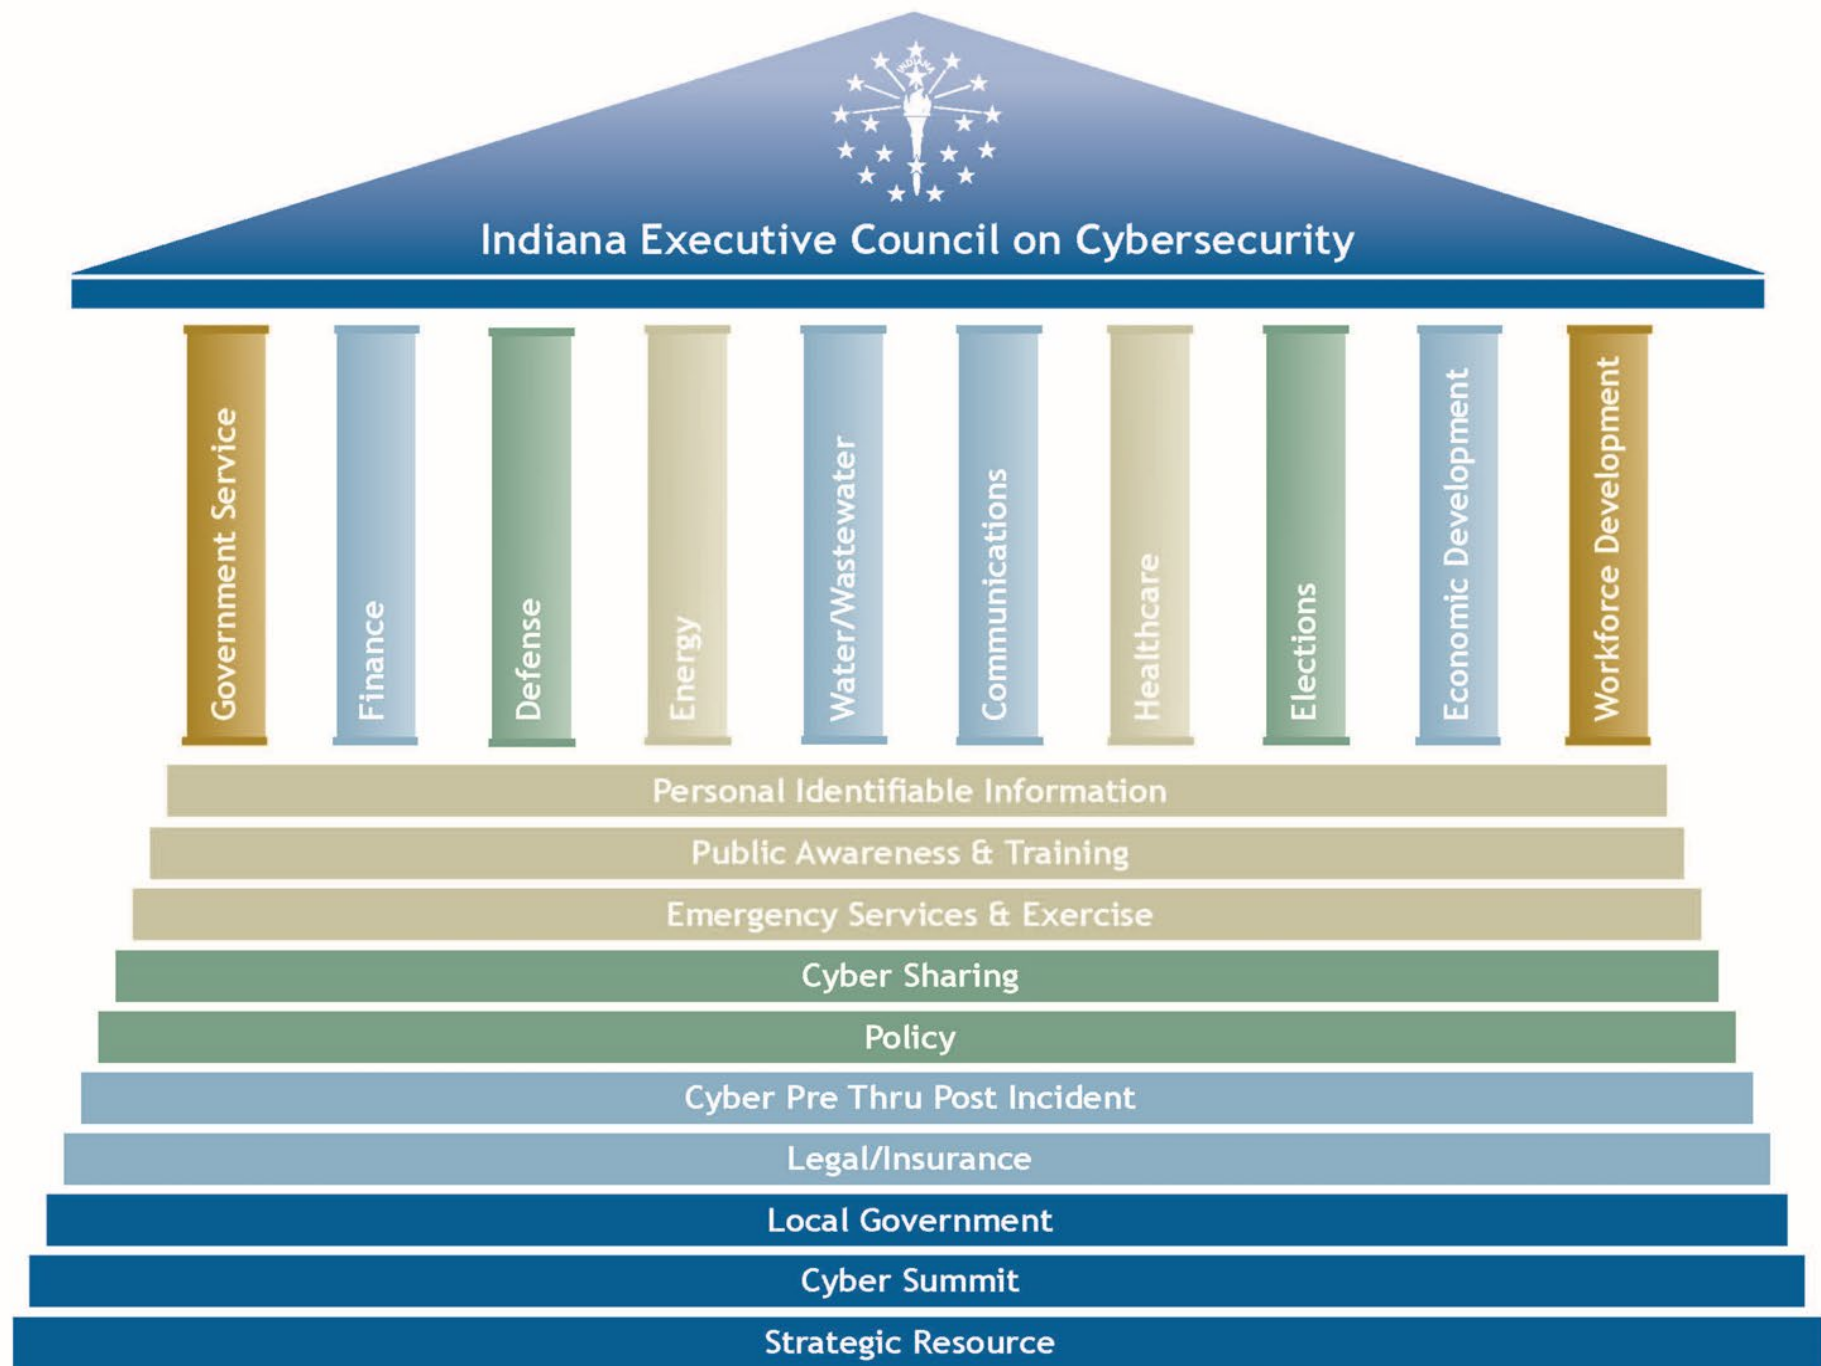 INDIANA
Indiana Executive Council on Cybersecurity
Government Service
Finance
Defense
Energy
Water/Wastewater
Communications
Healthcare
Elections
Economic Development
Workforce Development
Personal Identifiable Information
Public Awareness & Training
Emergency Services & Exercise
Cyber Sharing
Policy
Cyber Pre Thru Post Incident
Legal/Insurance
Local Government
Cyber Summit
Strategic Resource